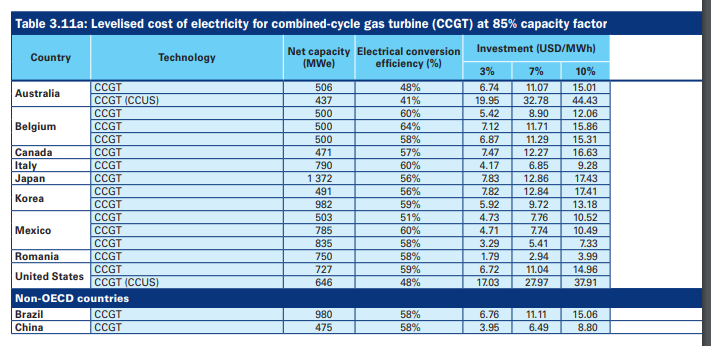 Table 3.11a: Levelised cost of electricity for combined-cycle gas turbine (CCGT) at 85% capacity factor
Country Technology Net capacity (MWe) Electrical conversion efficiency (%) Investment (USD/MWh)
3% 7% 10%
Australia CCGT 506 48% 6.74 11.07 15.01
CCGT (CCUS) 437 41% 19.95 32.78 44.43
Belgium CCGT 500 60% 5.42 8.90 12.06
CCGT 500 64% 7.12 11.71 15.86
CCGT 500 58% 6.87 11.29 15.31
Canada CCGT 471 57% 7.47 12.27 16.63
Italy CCGT 790 60% 4.17 6.85 9.28
Japan CCGT 1 372 56% 7.83 12.86 17.43
Korea CCGT 491 56% 7.82 12.84 17.41
CCGT 982 59% 5.92 9.72 13.18
Mexico CCGT 503 51% 4.73 7.76 10.52
CCGT 785 60% 4.71 7.74 10.49
CCGT 835 58% 3.29 5.41 7.33
Romania CCGT 750 58% 1.79 2.94 3.99
United States CCGT 727 59% 6.72 11.04 14.96
CCGT (CCUS) 646 48% 17.03 27.97 37.91
Non-OECD countries
Brazil CCGT 980 58% 6.76 11.11 15.06
China CCGT 475 58% 3.95 6.49 8.80